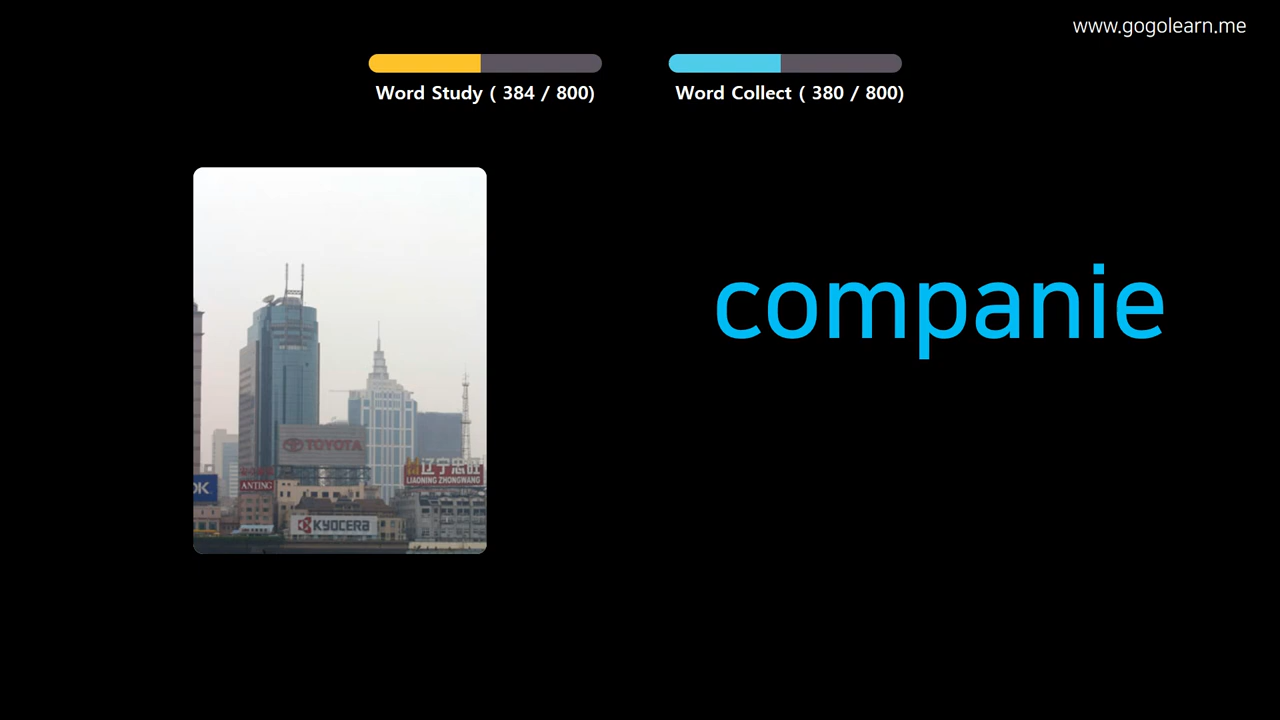 www.gogolearn.me
Word Study ( 384 / 800)
Word Collect ( 380 / 800)
companie
TOYOTA
辽宁忠旺
LIAONING ZHONGWANG
OK
ANTING
KYOCERA